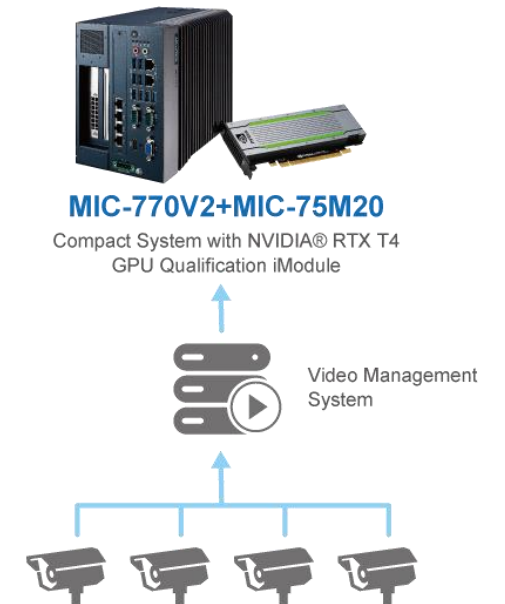 MIC-770V2+MIC-75M20
Compact System with NVIDIA® RTX T4
GPU Qualification iModule
Video Management
System